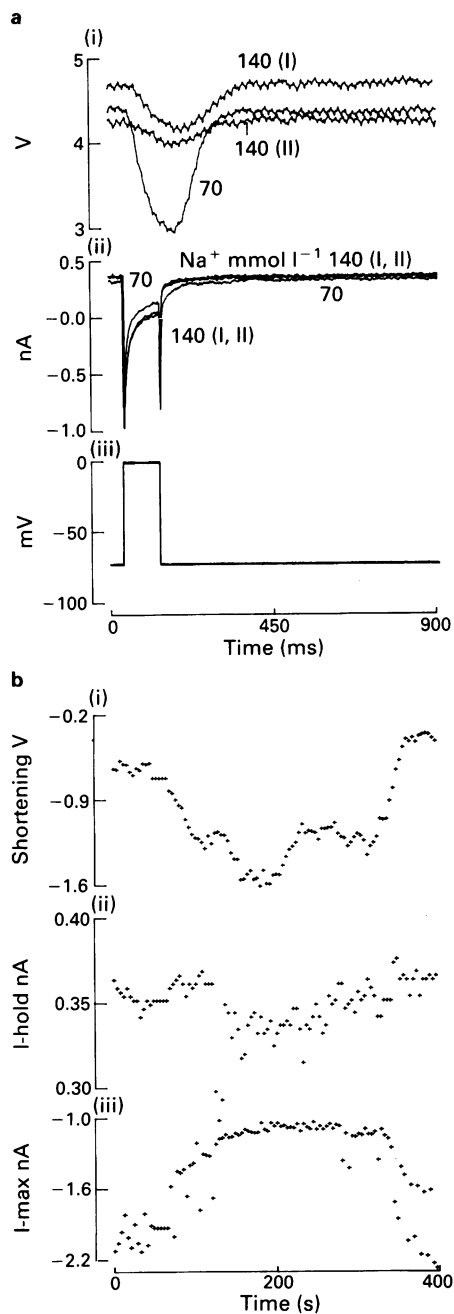 a
(i)
5
4
3
V
140 (I)
140 (II)
70
(ii)
0.5
−0.0
−0.5
−1.0
nA
Na⁺ mmol l⁻¹ 140 (I, II)
70
70
140 (I, II)
(iii)
0
−50
−100
mV
0 450 900
Time (ms)
b
(i)
−0.2
−0.9
−1.6
Shortening V
(ii)
0.40
0.35
0.30
I-hold nA
(iii)
−1.0
−1.6
−2.2
I-max nA
0 200 400
Time (s)